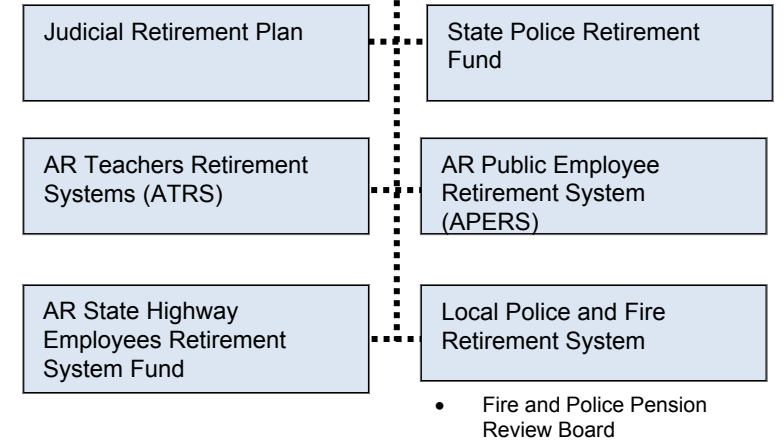 Judicial Retirement Plan
State Police Retirement
Fund
AR Teachers Retirement
Systems (ATRS)
AR Public Employee
Retirement System
(APERS)
AR State Highway
Employees Retirement
System Fund
Local Police and Fire
Retirement System
• Fire and Police Pension
Review Board